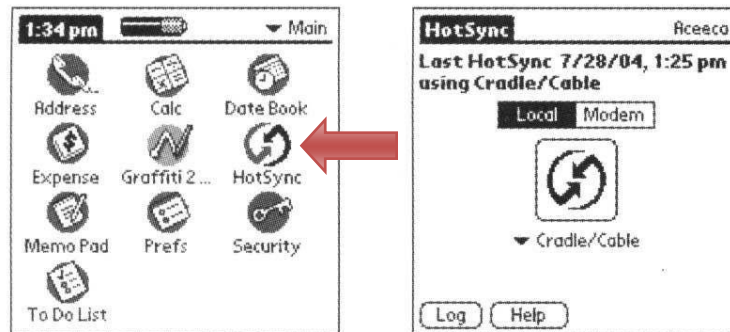 1:34 pm
Main
Address
Calc
Date Book
Expense
Graffiti 2 ...
HotSync
Memo Pad
Prefs
Security
To Do List
HotSync
Aceeca
Last HotSync 7/28/04, 1:25 pm
using Cradle/Cable
Local
Modem
Cradle/Cable
Log
Help